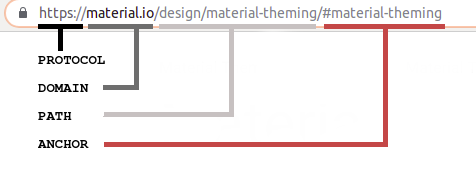 https://material.io/design/material-theming/#material-theming
PROTOCOL
DOMAIN
PATH
ANCHOR